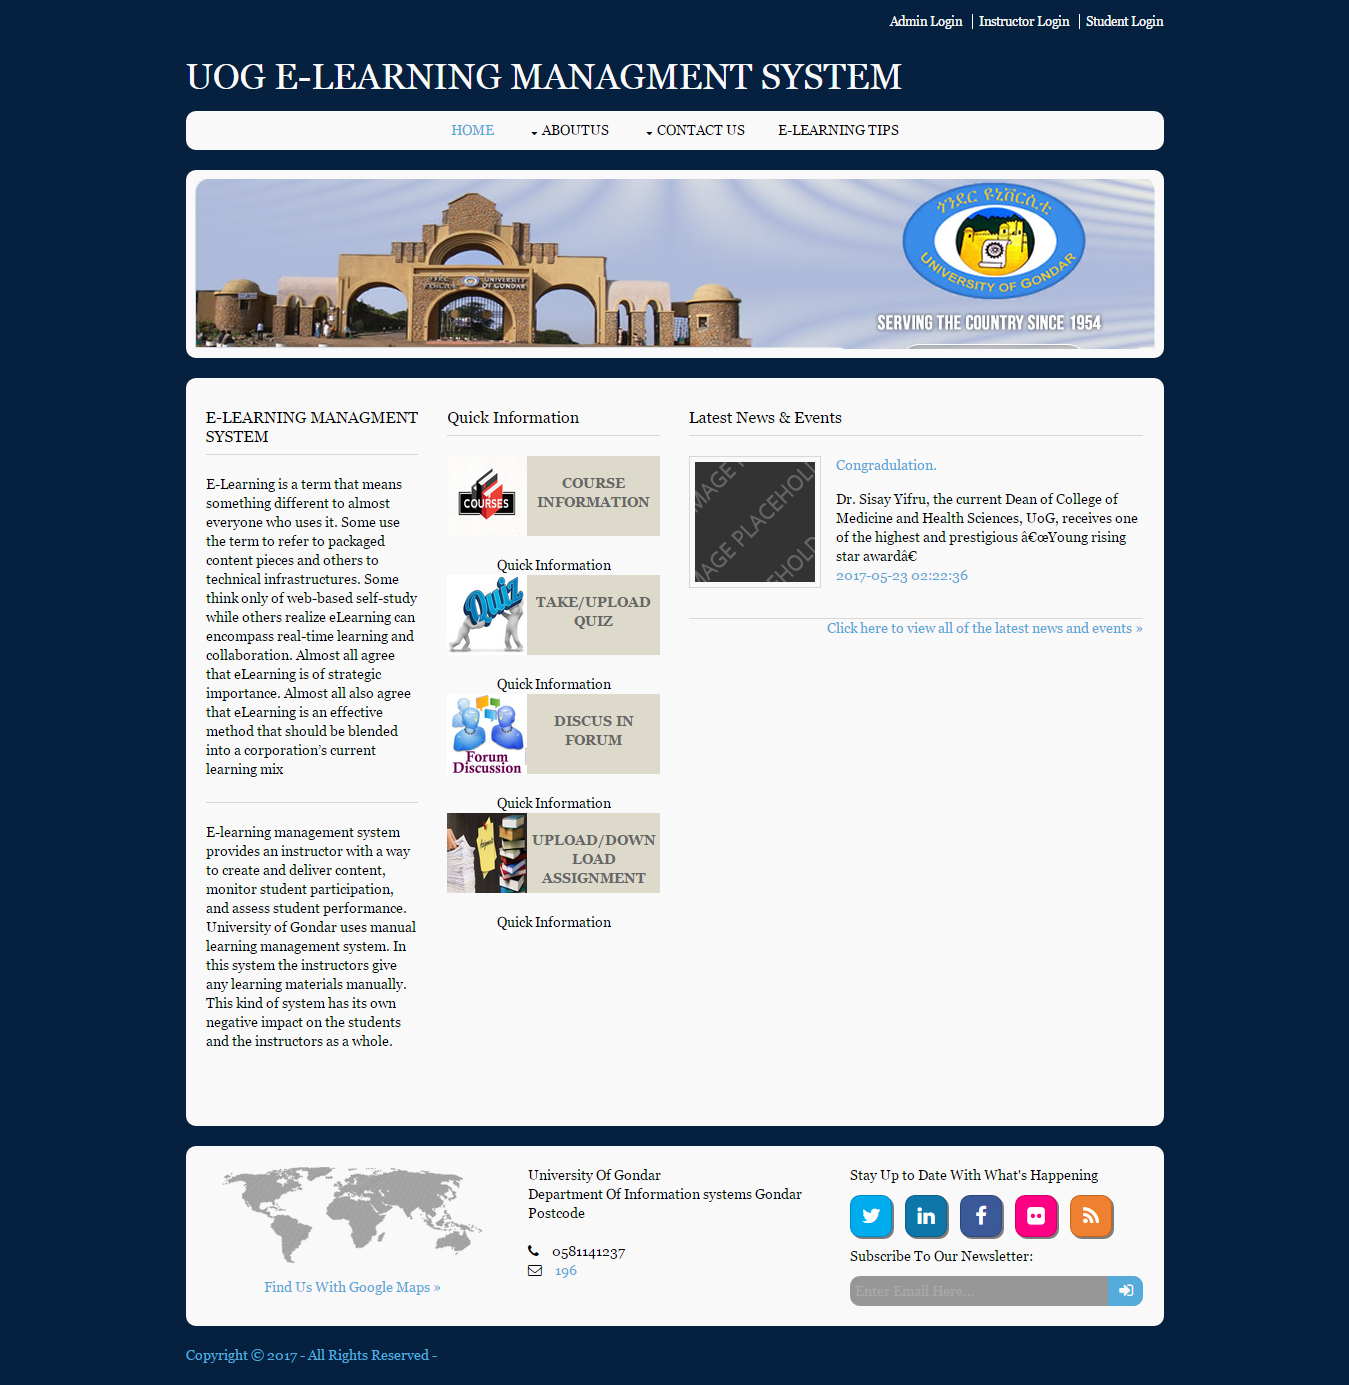 Admin Login
Instructor Login
Student Login
UOG E-LEARNING MANAGMENT SYSTEM
HOME
ABOUTUS
CONTACT US
E-LEARNING TIPS
UNIVERSITY OF GONDAR
ጎንደር ዩኒቨርሲቲ
UNIVERSITY OF GONDAR
SERVING THE COUNTRY SINCE 1954
E-LEARNING MANAGMENT
SYSTEM
E-Learning is a term that means
something different to almost
everyone who uses it. Some use
the term to refer to packaged
content pieces and others to
technical infrastructures. Some
think only of web-based self-study
while others realize eLearning can
encompass real-time learning and
collaboration. Almost all agree
that eLearning is of strategic
importance. Almost all also agree
that eLearning is an effective
method that should be blended
into a corporation’s current
learning mix
E-learning management system
provides an instructor with a way
to create and deliver content,
monitor student participation,
and assess student performance.
University of Gondar uses manual
learning management system. In
this system the instructors give
any learning materials manually.
This kind of system has its own
negative impact on the students
and the instructors as a whole.
Quick Information
COURSES
COURSE
INFORMATION
Quick Information
Quiz
TAKE/UPLOAD
QUIZ
Quick Information
Forum
Discussion
DISCUS IN
FORUM
Quick Information
UPLOAD/DOWN
LOAD
ASSIGNMENT
Quick Information
Latest News & Events
IMAGE PLACEHOLD
Congradulation.
Dr. Sisay Yifru, the current Dean of College of
Medicine and Health Sciences, UoG, receives one
of the highest and prestigious â€œYoung rising
star awardâ€
2017-05-23 02:22:36
Click here to view all of the latest news and events »
Find Us With Google Maps »
University Of Gondar
Department Of Information systems Gondar
Postcode
0581141237
196
Stay Up to Date With What's Happening
Subscribe To Our Newsletter:
Enter Email Here...
Copyright © 2017 - All Rights Reserved -